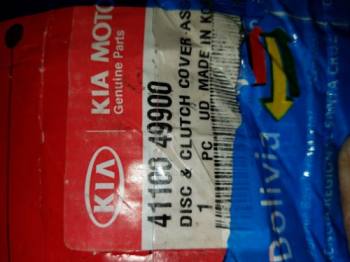 KIA MOTO
Genuine Parts
KIA
41100 49900
DISC & CLUTCH COVER AS
1 PC UD MADE IN KO
Bolivia